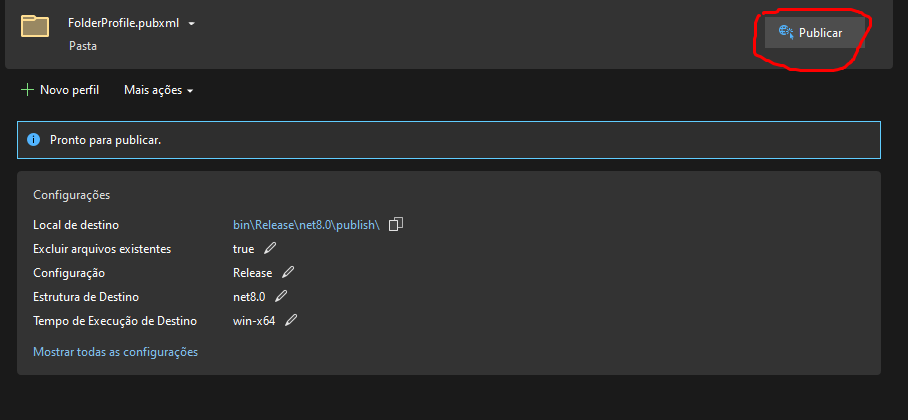 FolderProfile.pubxml
Pasta
Publicar
Novo perfil Mais ações
Pronto para publicar.
Configurações
Local de destino bin\Release\net8.0\publish\
Excluir arquivos existentes true
Configuração Release
Estrutura de Destino net8.0
Tempo de Execução de Destino win-x64
Mostrar todas as configurações